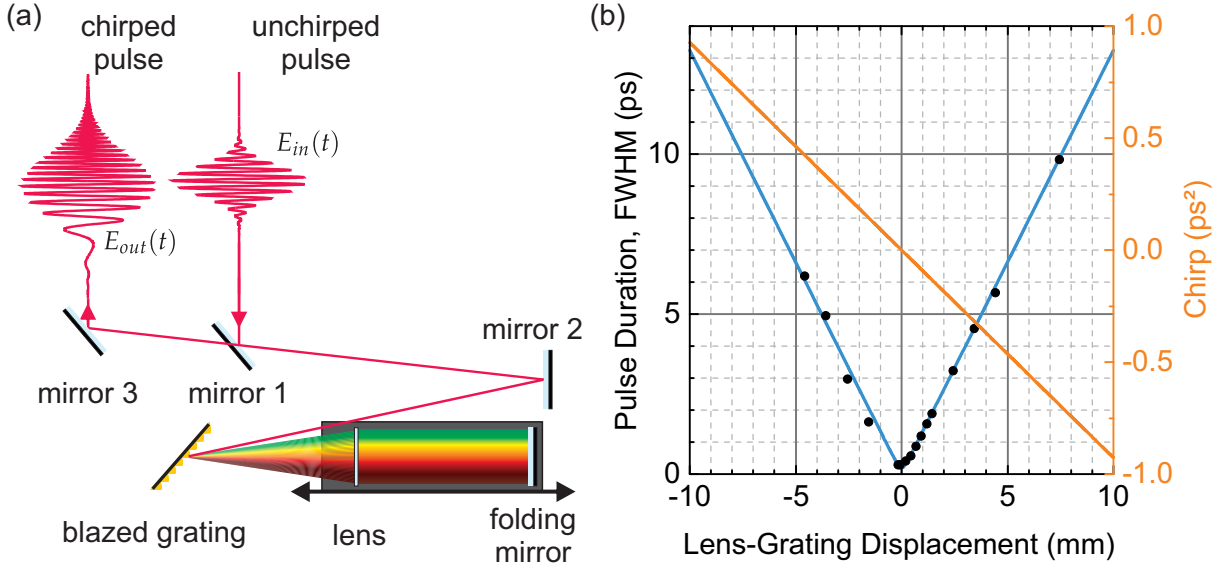 (a)
chirped
pulse
unchirped
pulse
E_in(t)
E_out(t)
mirror 2
mirror 3
mirror 1
blazed grating
lens
folding
mirror
(b)
Pulse Duration, FWHM (ps)
10
5
0
-10
-5
0
5
10
Lens-Grating Displacement (mm)
1.0
0.5
0.0
-0.5
-1.0
Chirp (ps²)